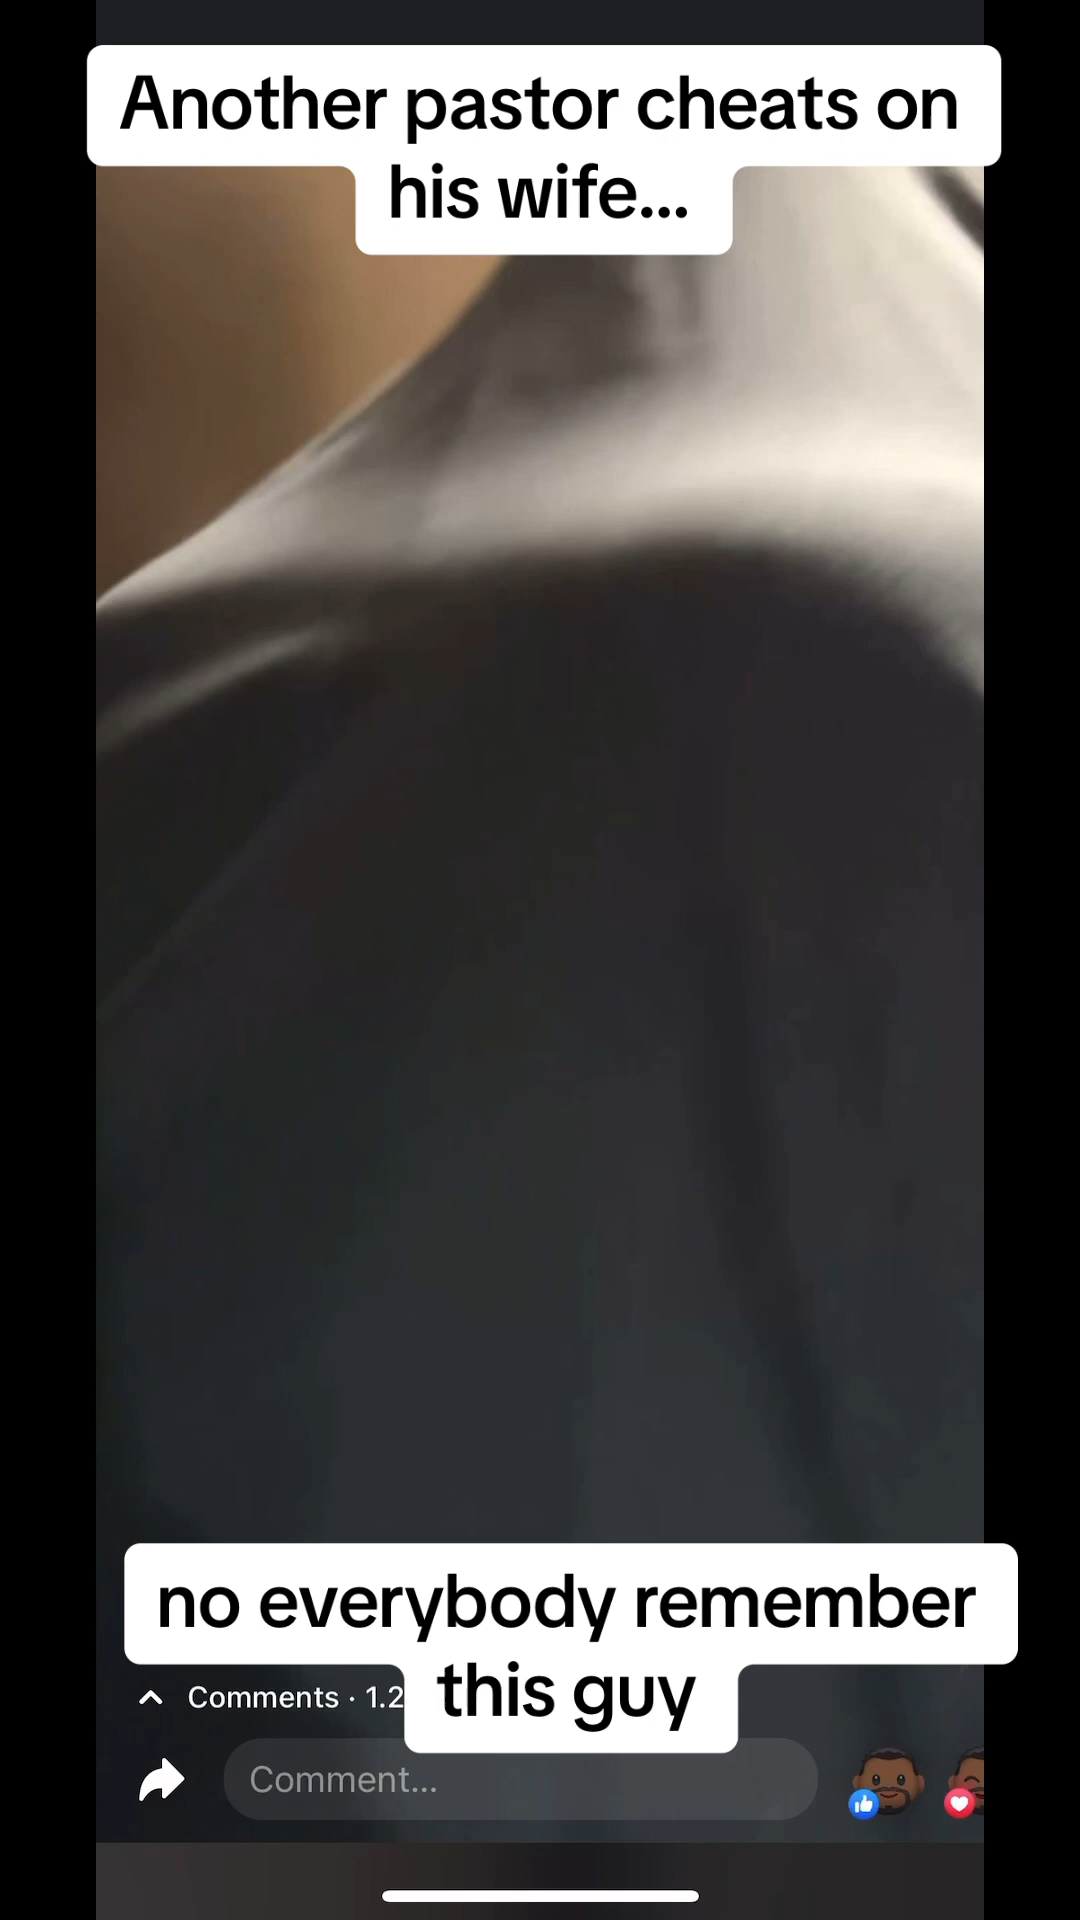 Another pastor cheats on
his wife...
no everybody remember
this guy
Comments · 1.2
Comment...